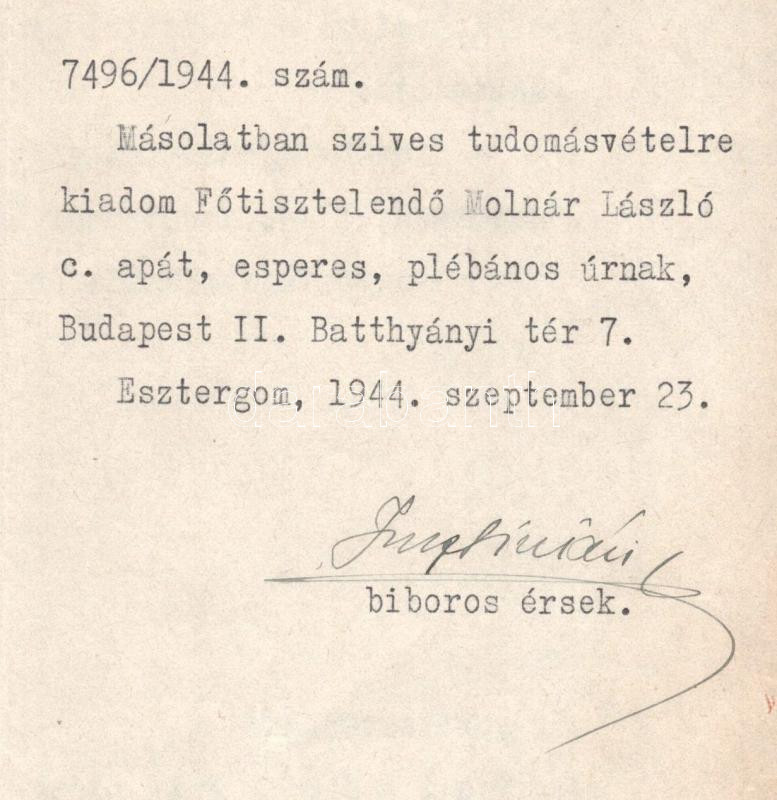 7496/1944. szám.
Másolatban szives tudomásvételre
kiadom Főtisztelendő Molnár László
c. apát, esperes, plébános úrnak,
Budapest II. Batthyányi tér 7.
Esztergom, 1944. szeptember 23.
Jusztinián
biboros érsek.